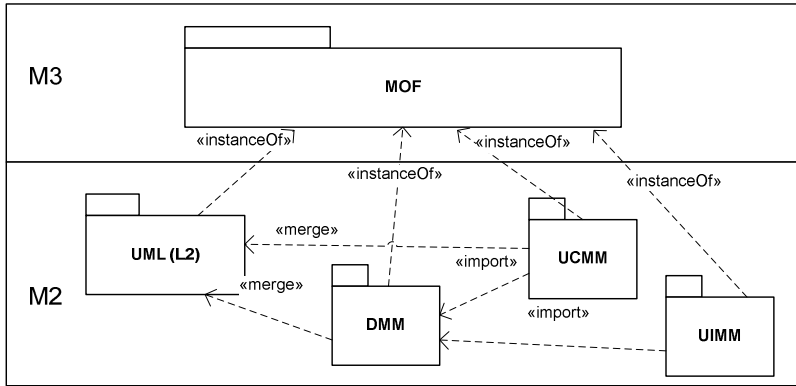 M3
MOF
«instanceOf»
«instanceOf»
«instanceOf»
«instanceOf»
M2
UML (L2)
«merge»
«merge»
«import»
UCMM
«import»
DMM
UIMM